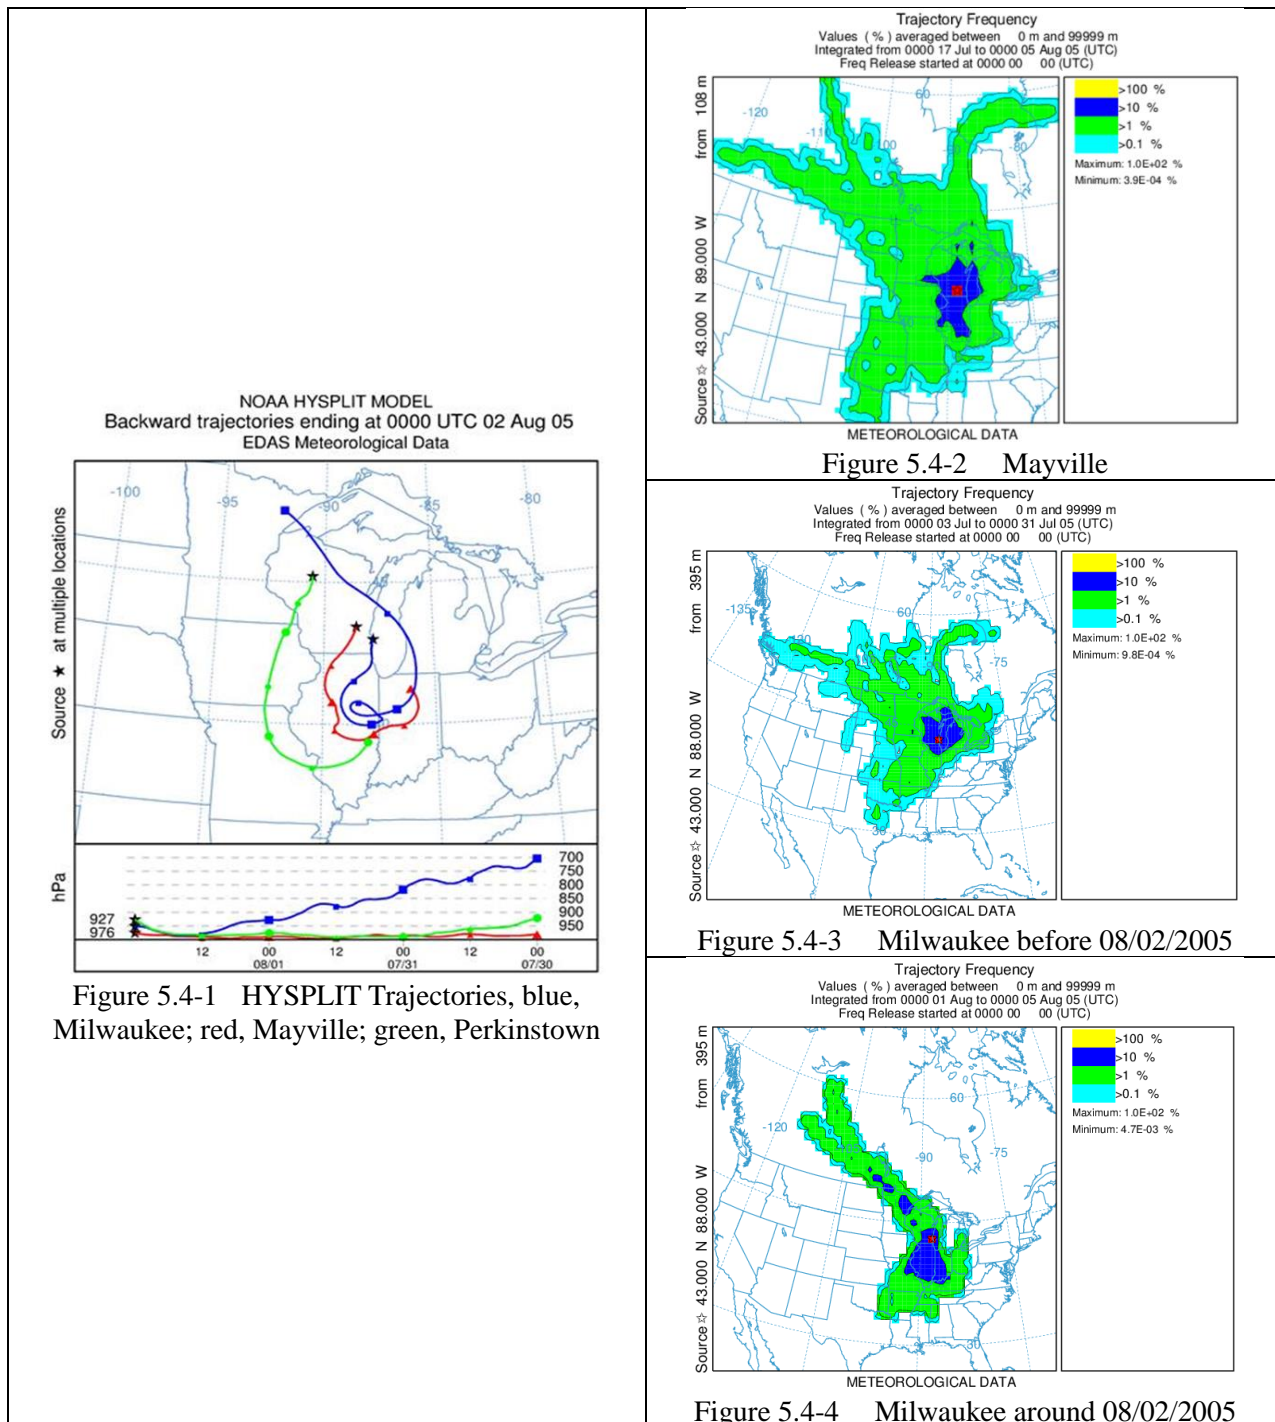 NOAA HYSPLIT MODEL
Backward trajectories ending at 0000 UTC 02 Aug 05
EDAS Meteorological Data
Source ★ at multiple locations
-100
-95
-90
-85
-80
40
hPa
700
750
800
850
900
950
927
976
12 00 12 00 12 00
08/01 07/31 07/30
Figure 5.4-1 HYSPLIT Trajectories, blue,
Milwaukee; red, Mayville; green, Perkinstown
Trajectory Frequency
Values ( % ) averaged between 0 m and 99999 m
Integrated from 0000 17 Jul to 0000 05 Aug 05 (UTC)
Freq Release started at 0000 00 00 (UTC)
Source ☆ 43.000 N 89.000 W from 108 m
-120
-110
-100
-90
-80
60
50
40
>100 %
>10 %
>1 %
>0.1 %
Maximum: 1.0E+02 %
Minimum: 3.9E-04 %
METEOROLOGICAL DATA
Figure 5.4-2 Mayville
Trajectory Frequency
Values ( % ) averaged between 0 m and 99999 m
Integrated from 0000 03 Jul to 0000 31 Jul 05 (UTC)
Freq Release started at 0000 00 00 (UTC)
Source ☆ 43.000 N 88.000 W from 395 m
-135
-120
-90
-75
60
30
>100 %
>10 %
>1 %
>0.1 %
Maximum: 1.0E+02 %
Minimum: 9.8E-04 %
METEOROLOGICAL DATA
Figure 5.4-3 Milwaukee before 08/02/2005
Trajectory Frequency
Values ( % ) averaged between 0 m and 99999 m
Integrated from 0000 01 Aug to 0000 05 Aug 05 (UTC)
Freq Release started at 0000 00 00 (UTC)
Source ☆ 43.000 N 88.000 W from 395 m
-120
-90
-75
60
30
>100 %
>10 %
>1 %
>0.1 %
Maximum: 1.0E+02 %
Minimum: 4.7E-03 %
METEOROLOGICAL DATA
Figure 5.4-4 Milwaukee around 08/02/2005